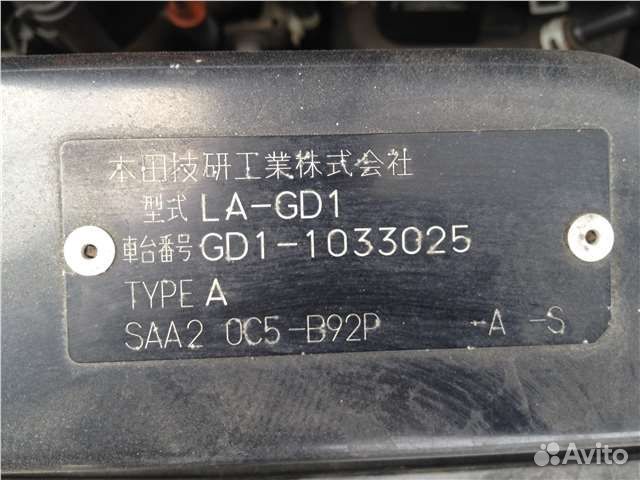 本田技研工業株式会社
型式 LA-GD1
車台番号 GD1-1033025
TYPE A
SAA2 0C5-B92P -A -S
Avito